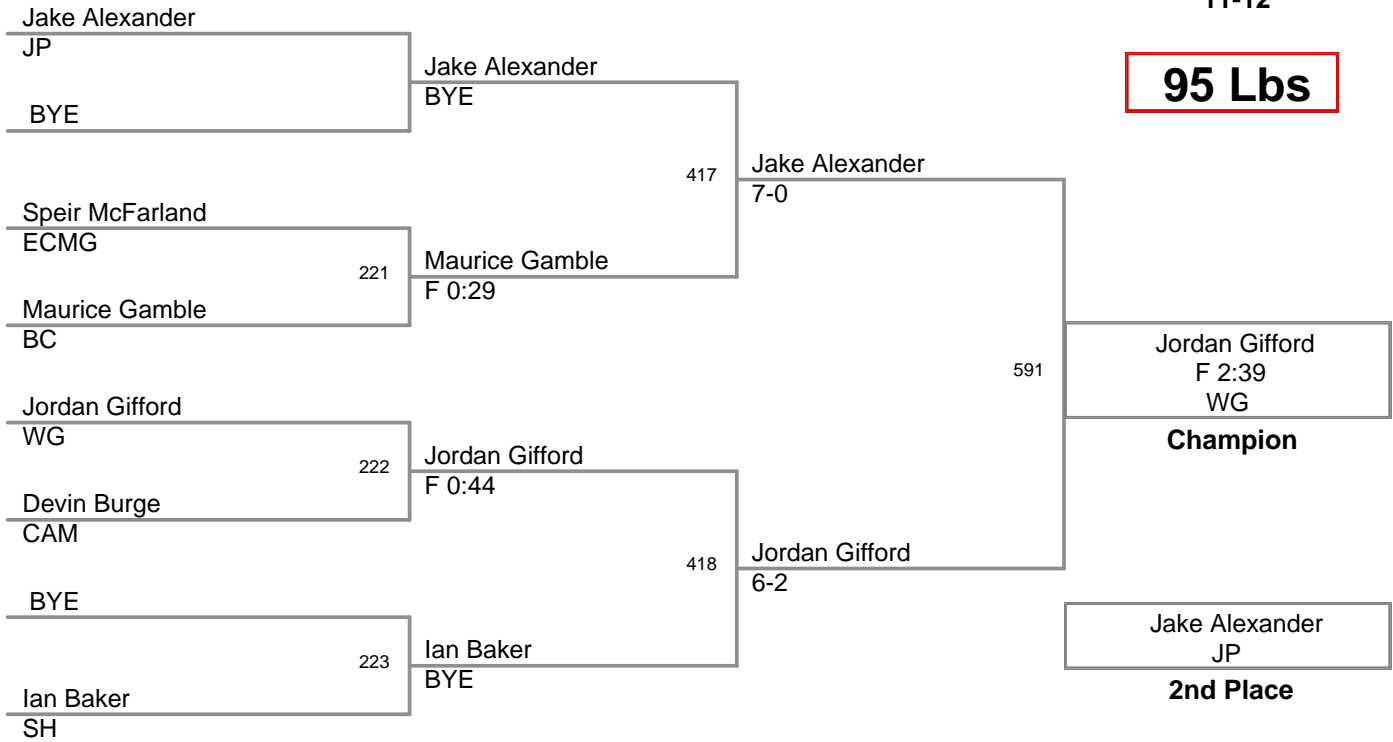 11-12
95 Lbs
Jake Alexander
JP
BYE
Speir McFarland
ECMG
221
Maurice Gamble
BC
Jordan Gifford
WG
222
Devin Burge
CAM
BYE
223
Ian Baker
SH
Jake Alexander
BYE
417
Maurice Gamble
F 0:29
Jordan Gifford
F 0:44
418
Ian Baker
BYE
Jake Alexander
7-0
591
Jordan Gifford
6-2
Jordan Gifford
F 2:39
WG
Champion
Jake Alexander
JP
2nd Place